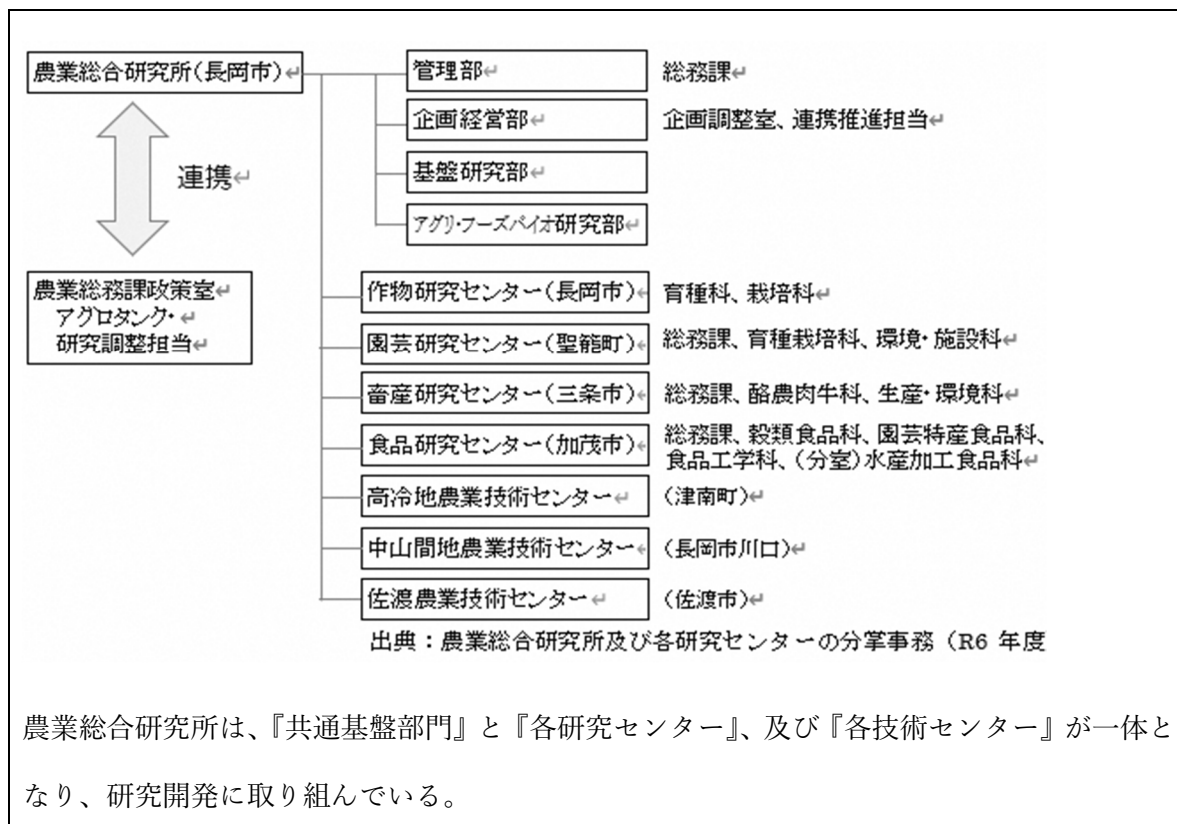 農業総合研究所(長岡市)↵
管理部↵ 総務課↵
企画経営部↵ 企画調整室、連携推進担当↵
基盤研究部↵
アグリ・フーズバイオ研究部↵
連携↵
農業総務課政策室↵
アグロタンク・↵
研究調整担当↵
作物研究センター(長岡市)↵ 育種科、栽培科↵
園芸研究センター(聖籠町)↵ 総務課、育種栽培科、環境・施設科↵
畜産研究センター(三条市)↵ 総務課、酪農肉牛科、生産・環境科↵
食品研究センター(加茂市)↵ 総務課、穀類食品科、園芸特産食品科、
食品工学科、(分室)水産加工食品科↵
高冷地農業技術センター↵ (津南町)↵
中山間地農業技術センター↵ (長岡市川口)↵
佐渡農業技術センター↵ (佐渡市)↵
出典：農業総合研究所及び各研究センターの分掌事務（R6 年度
農業総合研究所は、『共通基盤部門』と『各研究センター』、及び『各技術センター』が一体と
なり、研究開発に取り組んでいる。